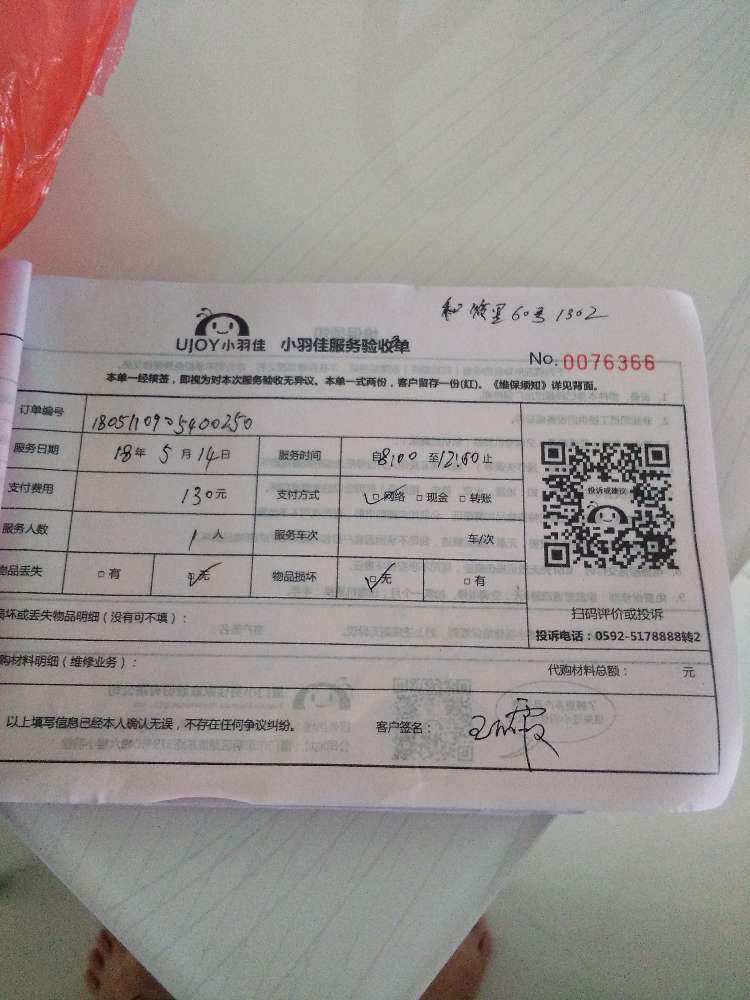 60号1302
UJOY小羽佳 小羽佳服务验收单
No. 0076366
本单一经核签，即视为对本次服务验收无异议。本单一式两份，客户留存一份(红)。《维保须知》详见背面。
订单编号 180511095400250
服务日期 18年 5月14日 服务时间 自8:00至12:00止
支付费用 130元 支付方式 ☑网络 □现金 □转账
投诉或建议
服务人数 1人 服务车次 车/次
物品丢失 □有 ☑无 物品损坏 ☑无 □有
扫码评价或投诉
损坏或丢失物品明细（没有可不填）：
投诉电话：0592-5178888转2
购材料明细（维修业务）： 代购材料总额： 元
以上填写信息已经本人确认无误，不存在任何争议纠纷。 客户签名：